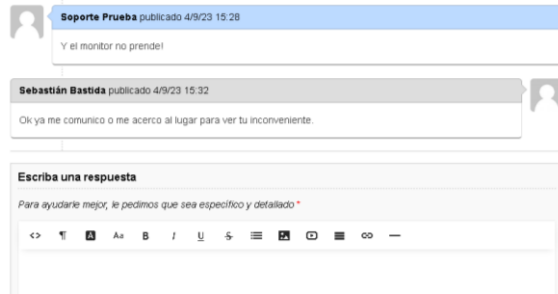 Soporte Prueba publicado 4/9/23 15:28
Y el monitor no prende!
Sebastián Bastida publicado 4/9/23 15:32
Ok ya me comunico o me acerco al lugar para ver tu inconveniente.
Escriba una respuesta
Para ayudarle mejor, le pedimos que sea específico y detallado *
<> ¶ A Aa B I U S